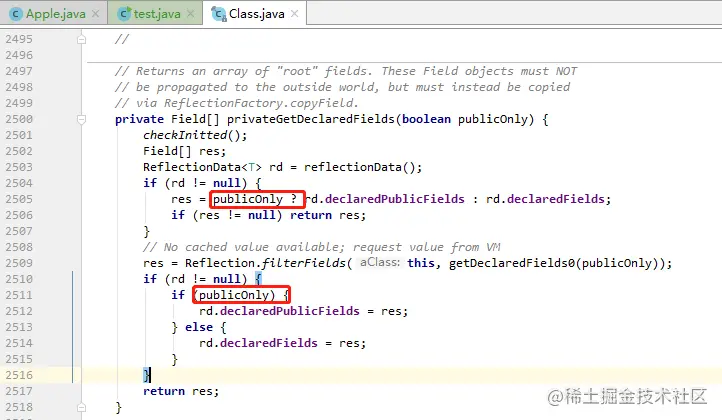 Apple.java × test.java × Class.java ×
2495 //
2496
2497 // Returns an array of "root" fields. These Field objects must NOT
2498 // be propagated to the outside world, but must instead be copied
2499 // via ReflectionFactory.copyField.
2500 private Field[] privateGetDeclaredFields(boolean publicOnly) {
2501 checkInitted();
2502 Field[] res;
2503 ReflectionData<T> rd = reflectionData();
2504 if (rd != null) {
2505 res = publicOnly ? rd.declaredPublicFields : rd.declaredFields;
2506 if (res != null) return res;
2507 }
2508 // No cached value available; request value from VM
2509 res = Reflection.filterFields( aClass: this, getDeclaredFields0(publicOnly));
2510 if (rd != null) {
2511 if (publicOnly) {
2512 rd.declaredPublicFields = res;
2513 } else {
2514 rd.declaredFields = res;
2515 }
2516 }
2517 return res;
2518 }
@稀土掘金技术社区